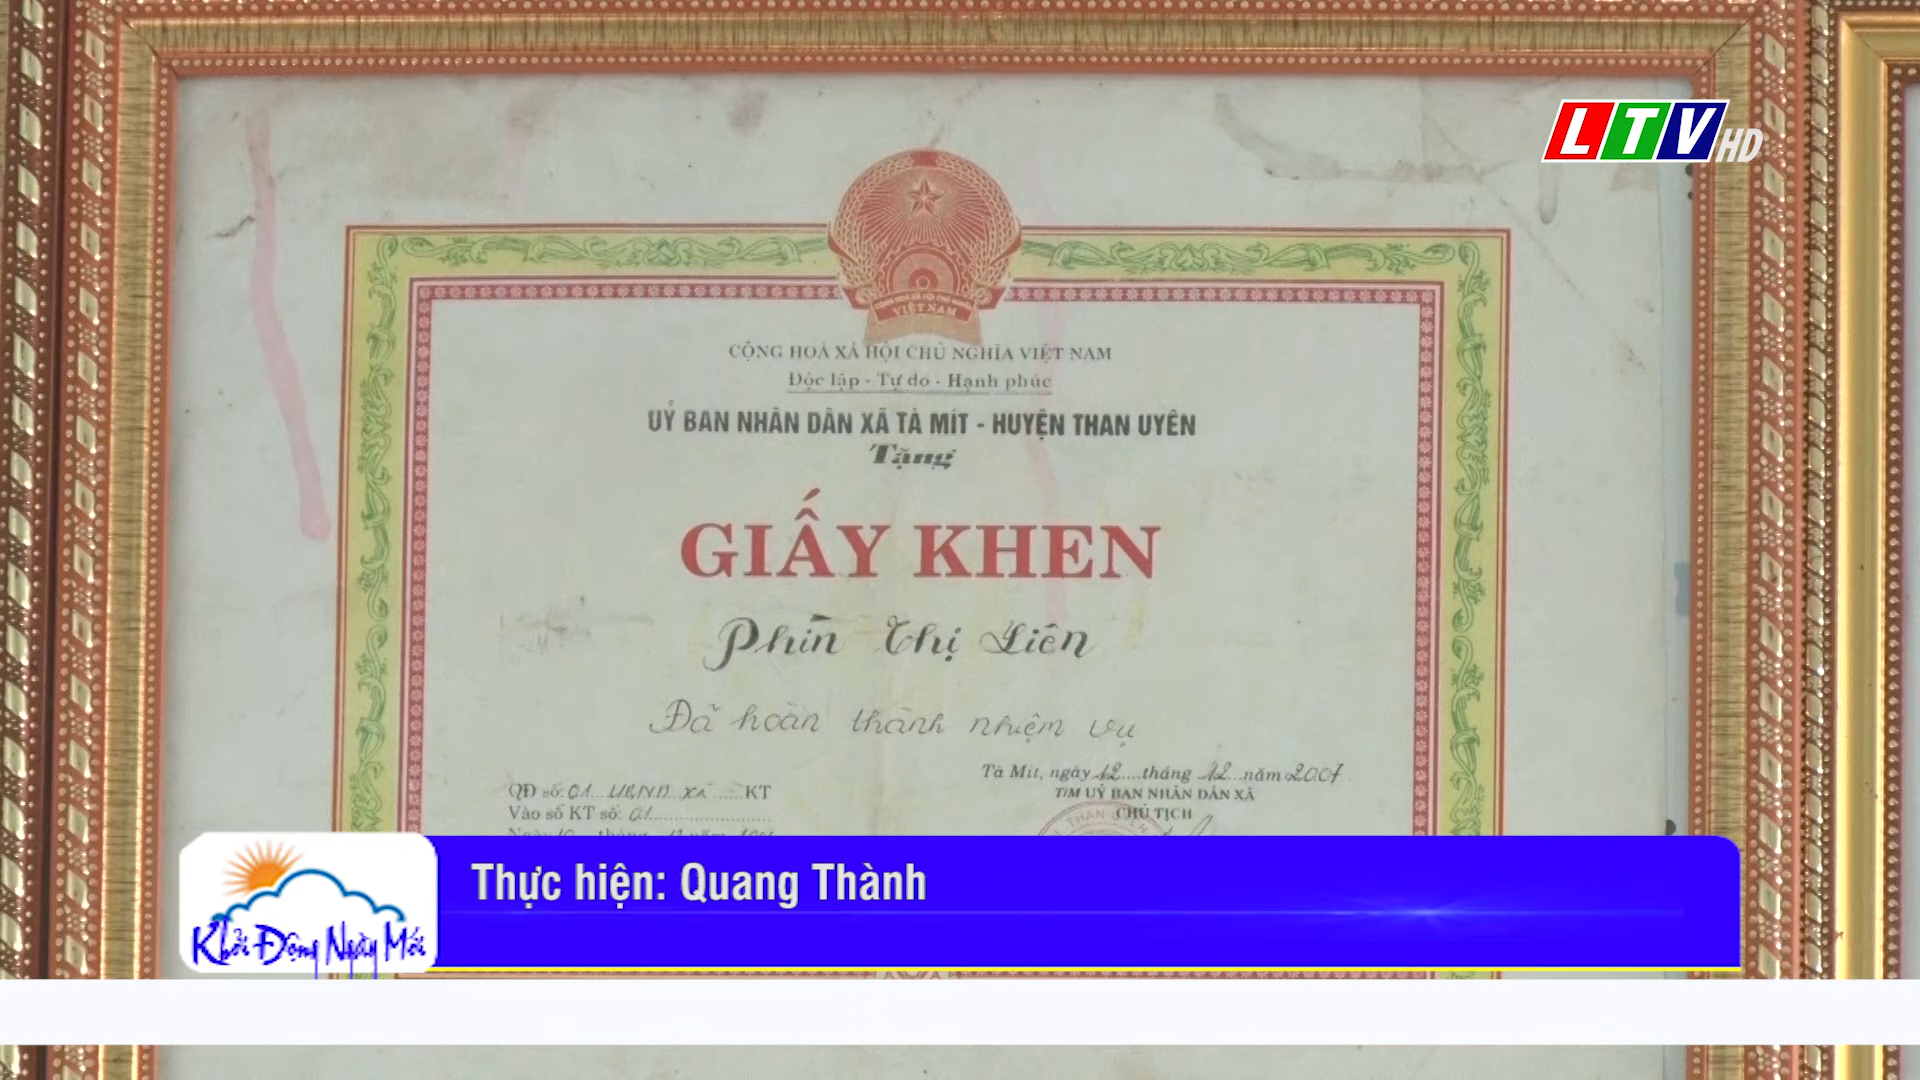 LTV HD
VIỆT NAM
CỘNG HOÀ XÃ HỘI CHỦ NGHĨA VIỆT NAM
Độc lập - Tự do - Hạnh phúc
UỶ BAN NHÂN DÂN XÃ TÀ MÍT - HUYỆN THAN UYÊN
Tặng
GIẤY KHEN
Phìn Thị Liên
Đã hoàn thành nhiệm vụ
Tà Mít, ngày 12 tháng 12 năm 2007
QĐ số: 01 UBND xã KT
T/M UỶ BAN NHÂN DÂN XÃ
Vào sổ KT số: 01
CHỦ TỊCH
Thực hiện: Quang Thành
Khởi Động Ngày Mới